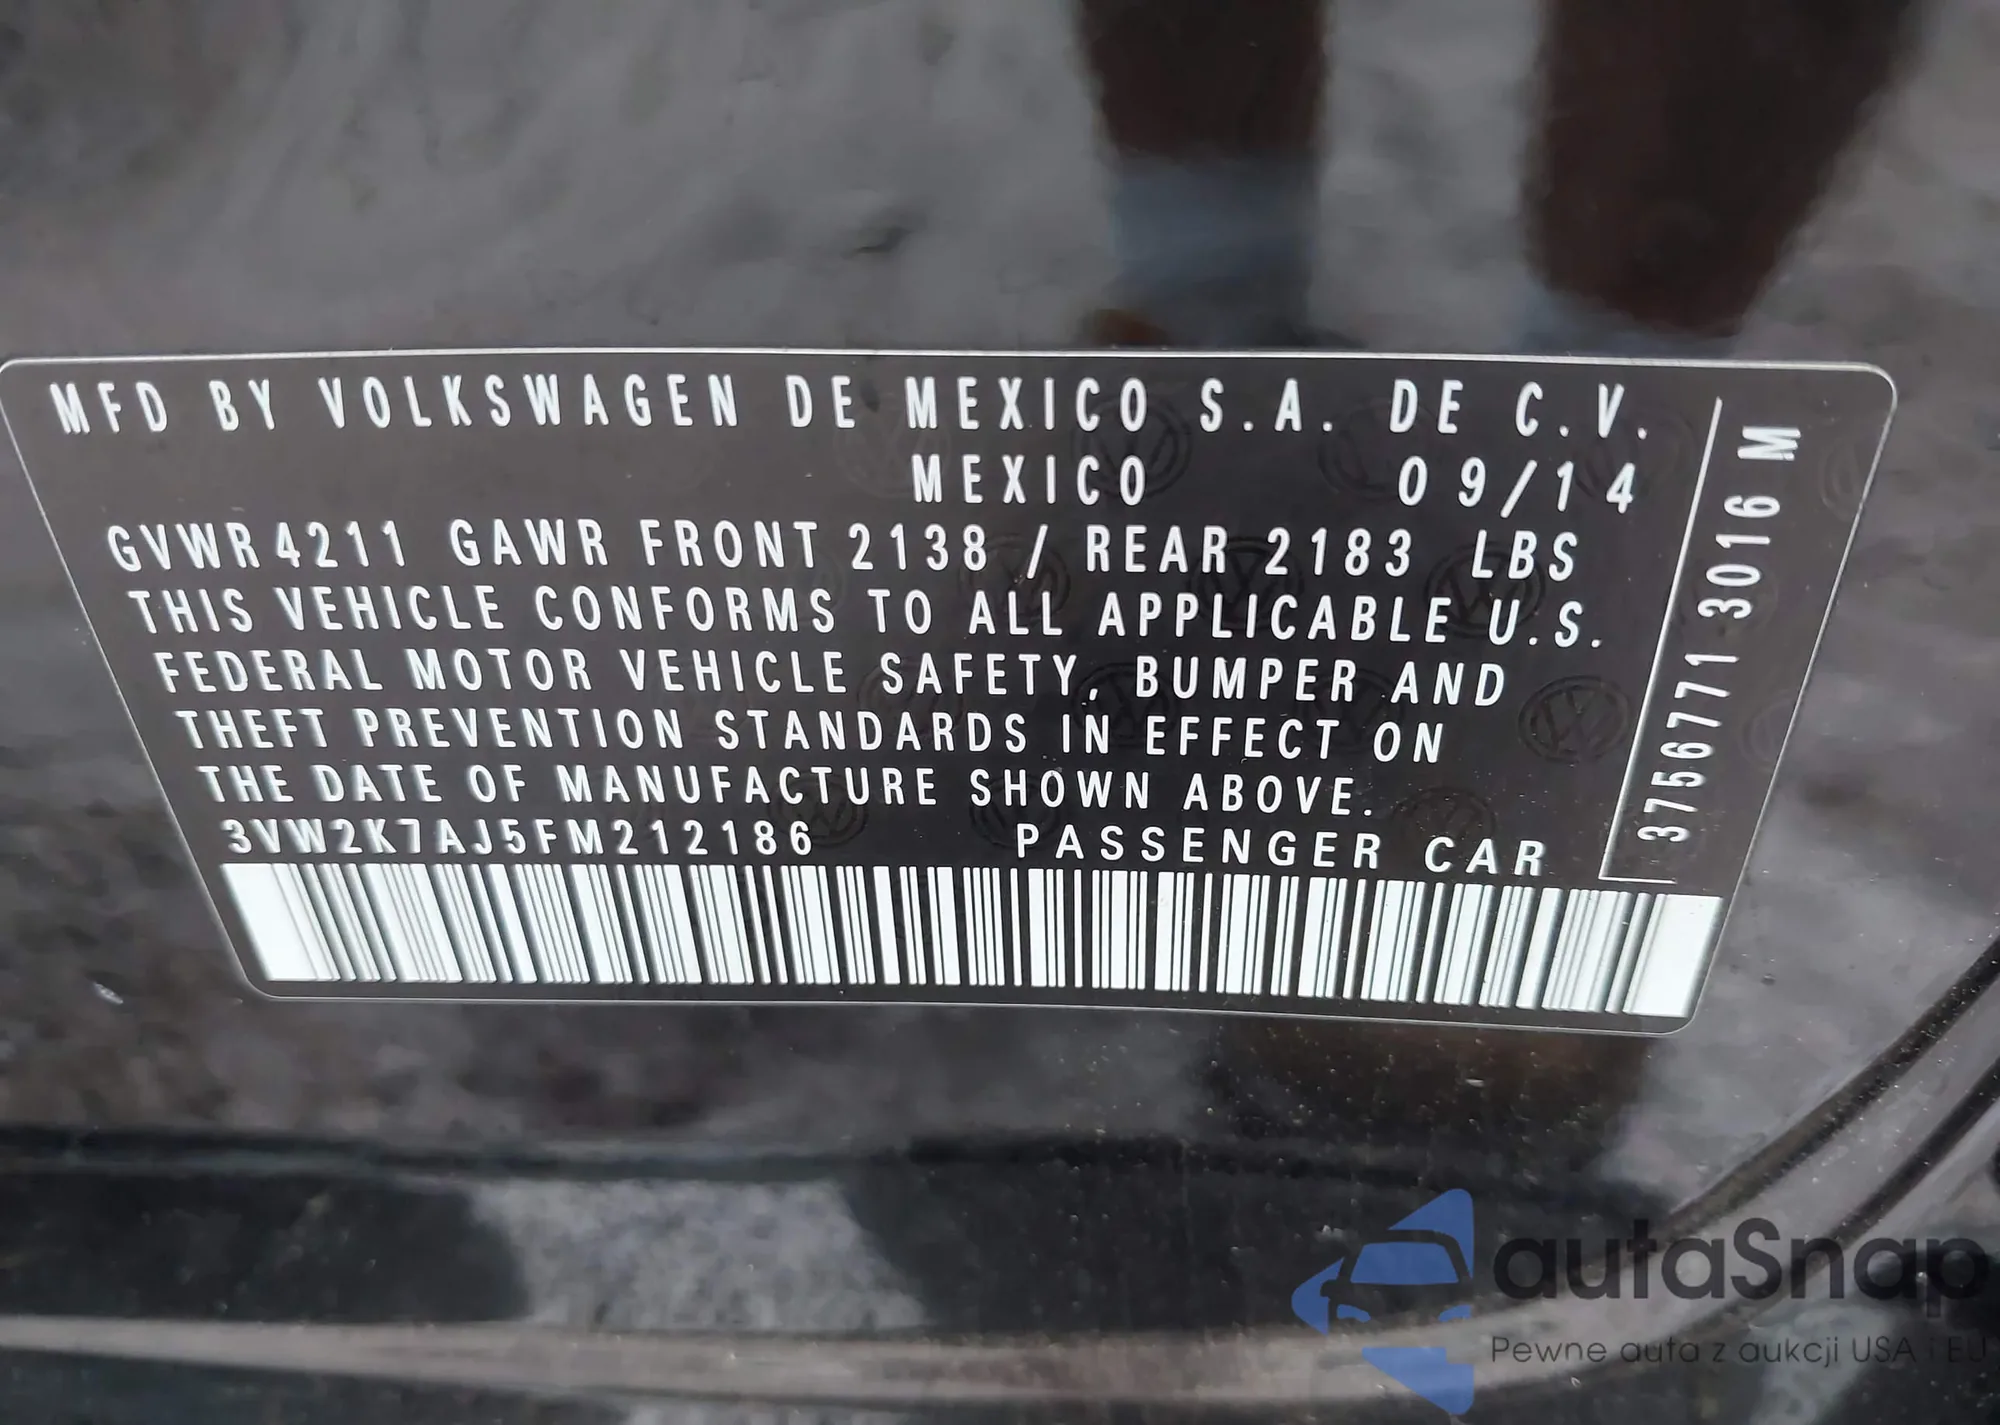 MFD BY VOLKSWAGEN DE MEXICO S.A. DE C.V.
MEXICO 09/14
GVWR 4211 GAWR FRONT 2138 / REAR 2183 LBS
THIS VEHICLE CONFORMS TO ALL APPLICABLE U.S.
FEDERAL MOTOR VEHICLE SAFETY, BUMPER AND
THEFT PREVENTION STANDARDS IN EFFECT ON
THE DATE OF MANUFACTURE SHOWN ABOVE.
3VW2K7AJ5FM212186 PASSENGER CAR
3756771 3016 M
autaSnap
Pewne auta z aukcji USA i EU